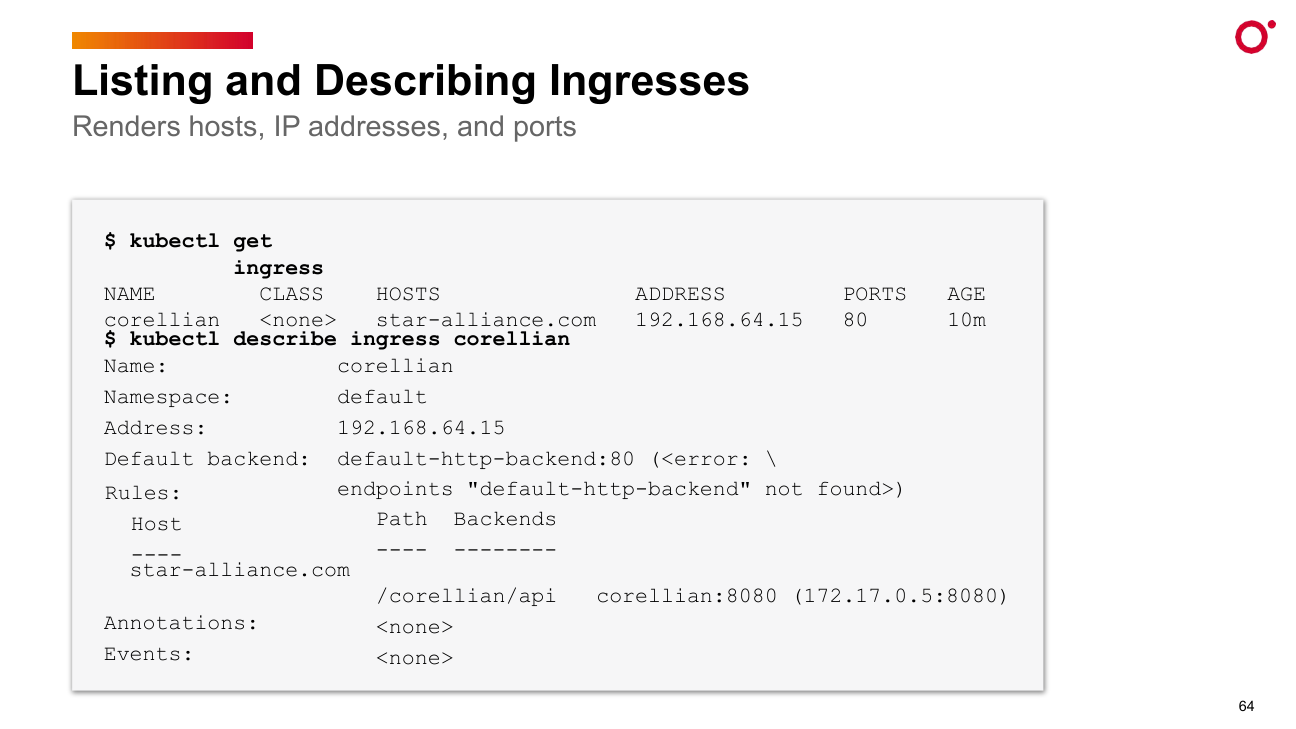 Listing and Describing Ingresses
Renders hosts, IP addresses, and ports
$ kubectl get
ingress
NAME CLASS HOSTS ADDRESS PORTS AGE
corellian <none> star-alliance.com 192.168.64.15 80 10m
$ kubectl describe ingress corellian
Name: corellian
Namespace: default
Address: 192.168.64.15
Default backend: default-http-backend:80 (<error: \
endpoints "default-http-backend" not found>)
Rules:
Host Path Backends
---- ---- --------
star-alliance.com
/corellian/api corellian:8080 (172.17.0.5:8080)
Annotations: <none>
Events: <none>
64